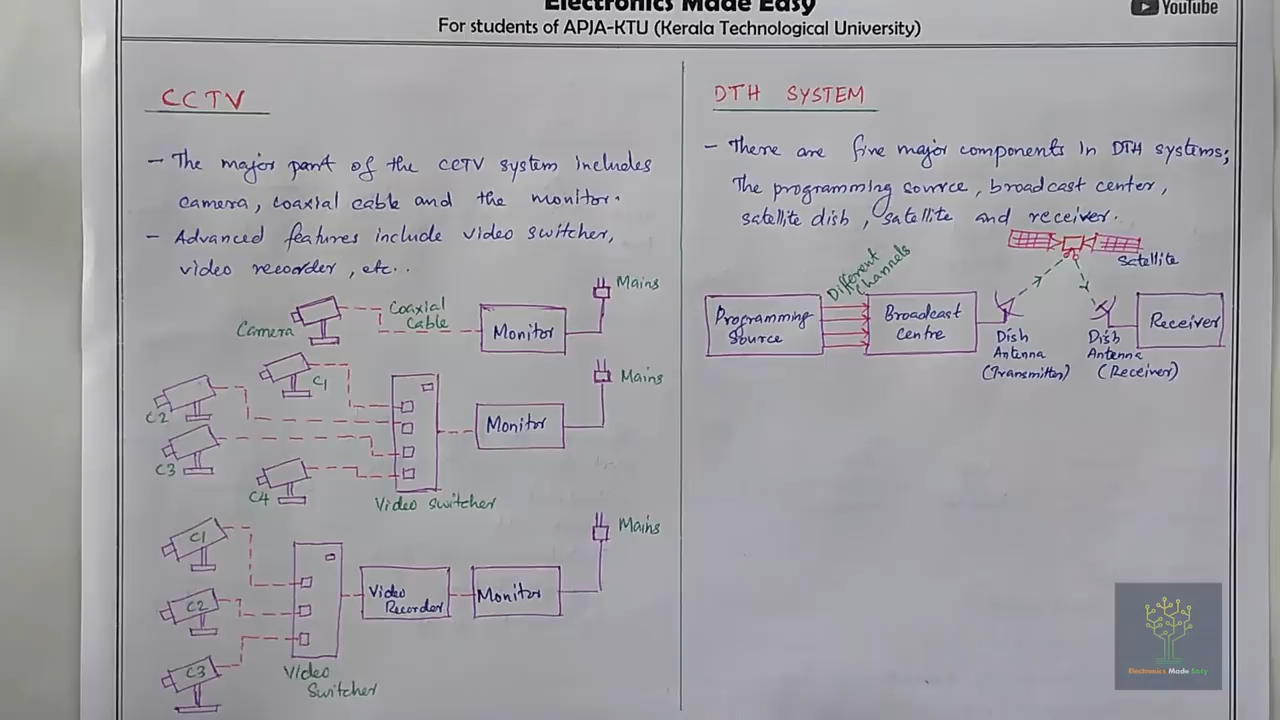 Electronics Made Easy
YouTube
For students of APJA-KTU (Kerala Technological University)
CCTV
- The major part of the CCTV system includes
camera, coaxial cable and the monitor.
- Advanced features include video switcher,
video recorder, etc..
Camera
Coaxial
Cable
Monitor
Mains
C1
C2
C3
C4
Video switcher
Monitor
Mains
C1
C2
C3
Video
Switcher
Video
Recorder
Monitor
Mains
DTH SYSTEM
- There are five major components in DTH systems;
The programming source, broadcast center,
satellite dish, satellite and receiver.
Satellite
Different
Channels
Programming
Source
Broadcast
Centre
Dish
Antenna
(Transmitter)
Dish
Antenna
(Receiver)
Receiver
Electronics Made Easy